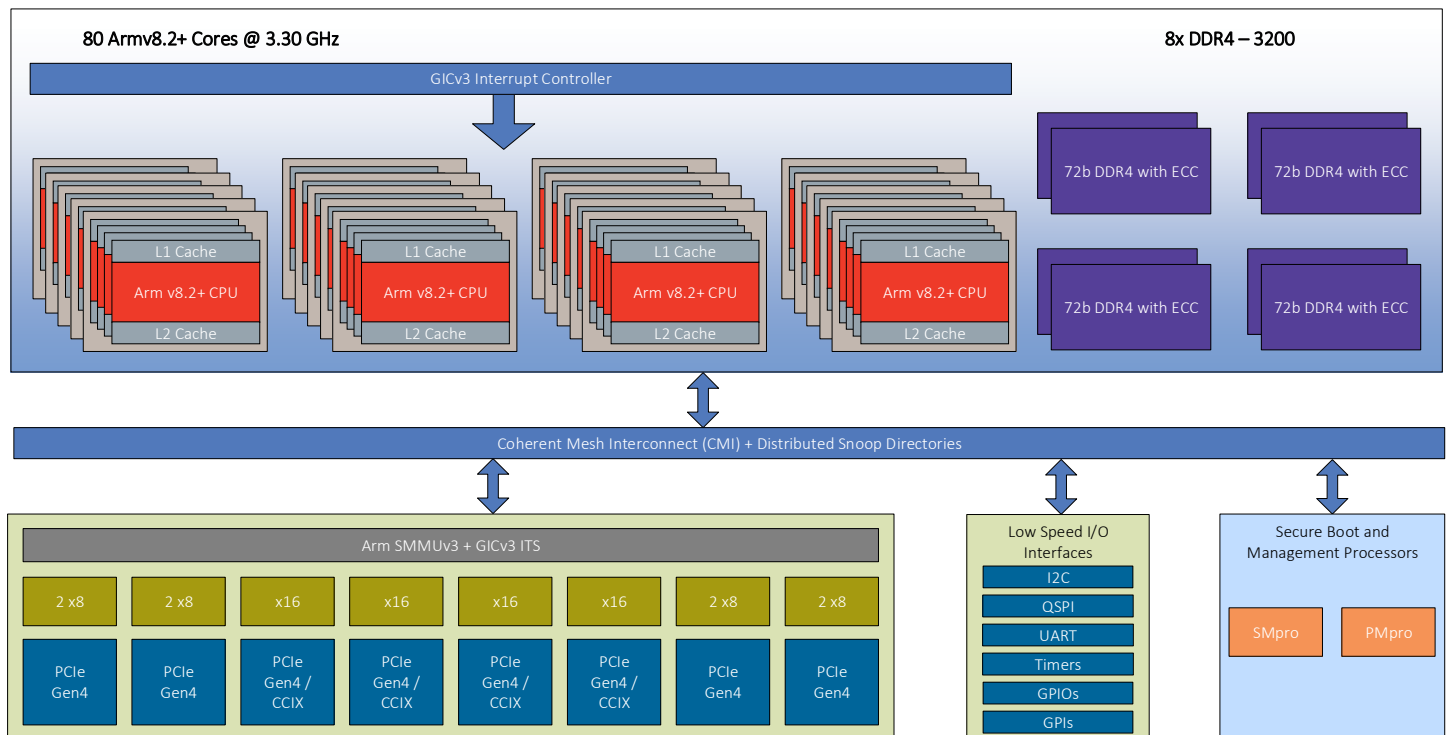 80 Armv8.2+ Cores @ 3.30 GHz
8x DDR4 – 3200
GICv3 Interrupt Controller
72b DDR4 with ECC
72b DDR4 with ECC
L1 Cache
Arm v8.2+ CPU
L2 Cache
L1 Cache
Arm v8.2+ CPU
L2 Cache
L1 Cache
Arm v8.2+ CPU
L2 Cache
L1 Cache
Arm v8.2+ CPU
L2 Cache
72b DDR4 with ECC
72b DDR4 with ECC
Coherent Mesh Interconnect (CMI) + Distributed Snoop Directories
Arm SMMUv3 + GICv3 ITS
2 x8
2 x8
x16
x16
x16
x16
2 x8
2 x8
PCIe
Gen4
PCIe
Gen4
PCIe
Gen4 /
CCIX
PCIe
Gen4 /
CCIX
PCIe
Gen4 /
CCIX
PCIe
Gen4 /
CCIX
PCIe
Gen4
PCIe
Gen4
Low Speed I/O
Interfaces
I2C
QSPI
UART
Timers
GPIOs
GPIs
Secure Boot and
Management Processors
SMpro
PMpro